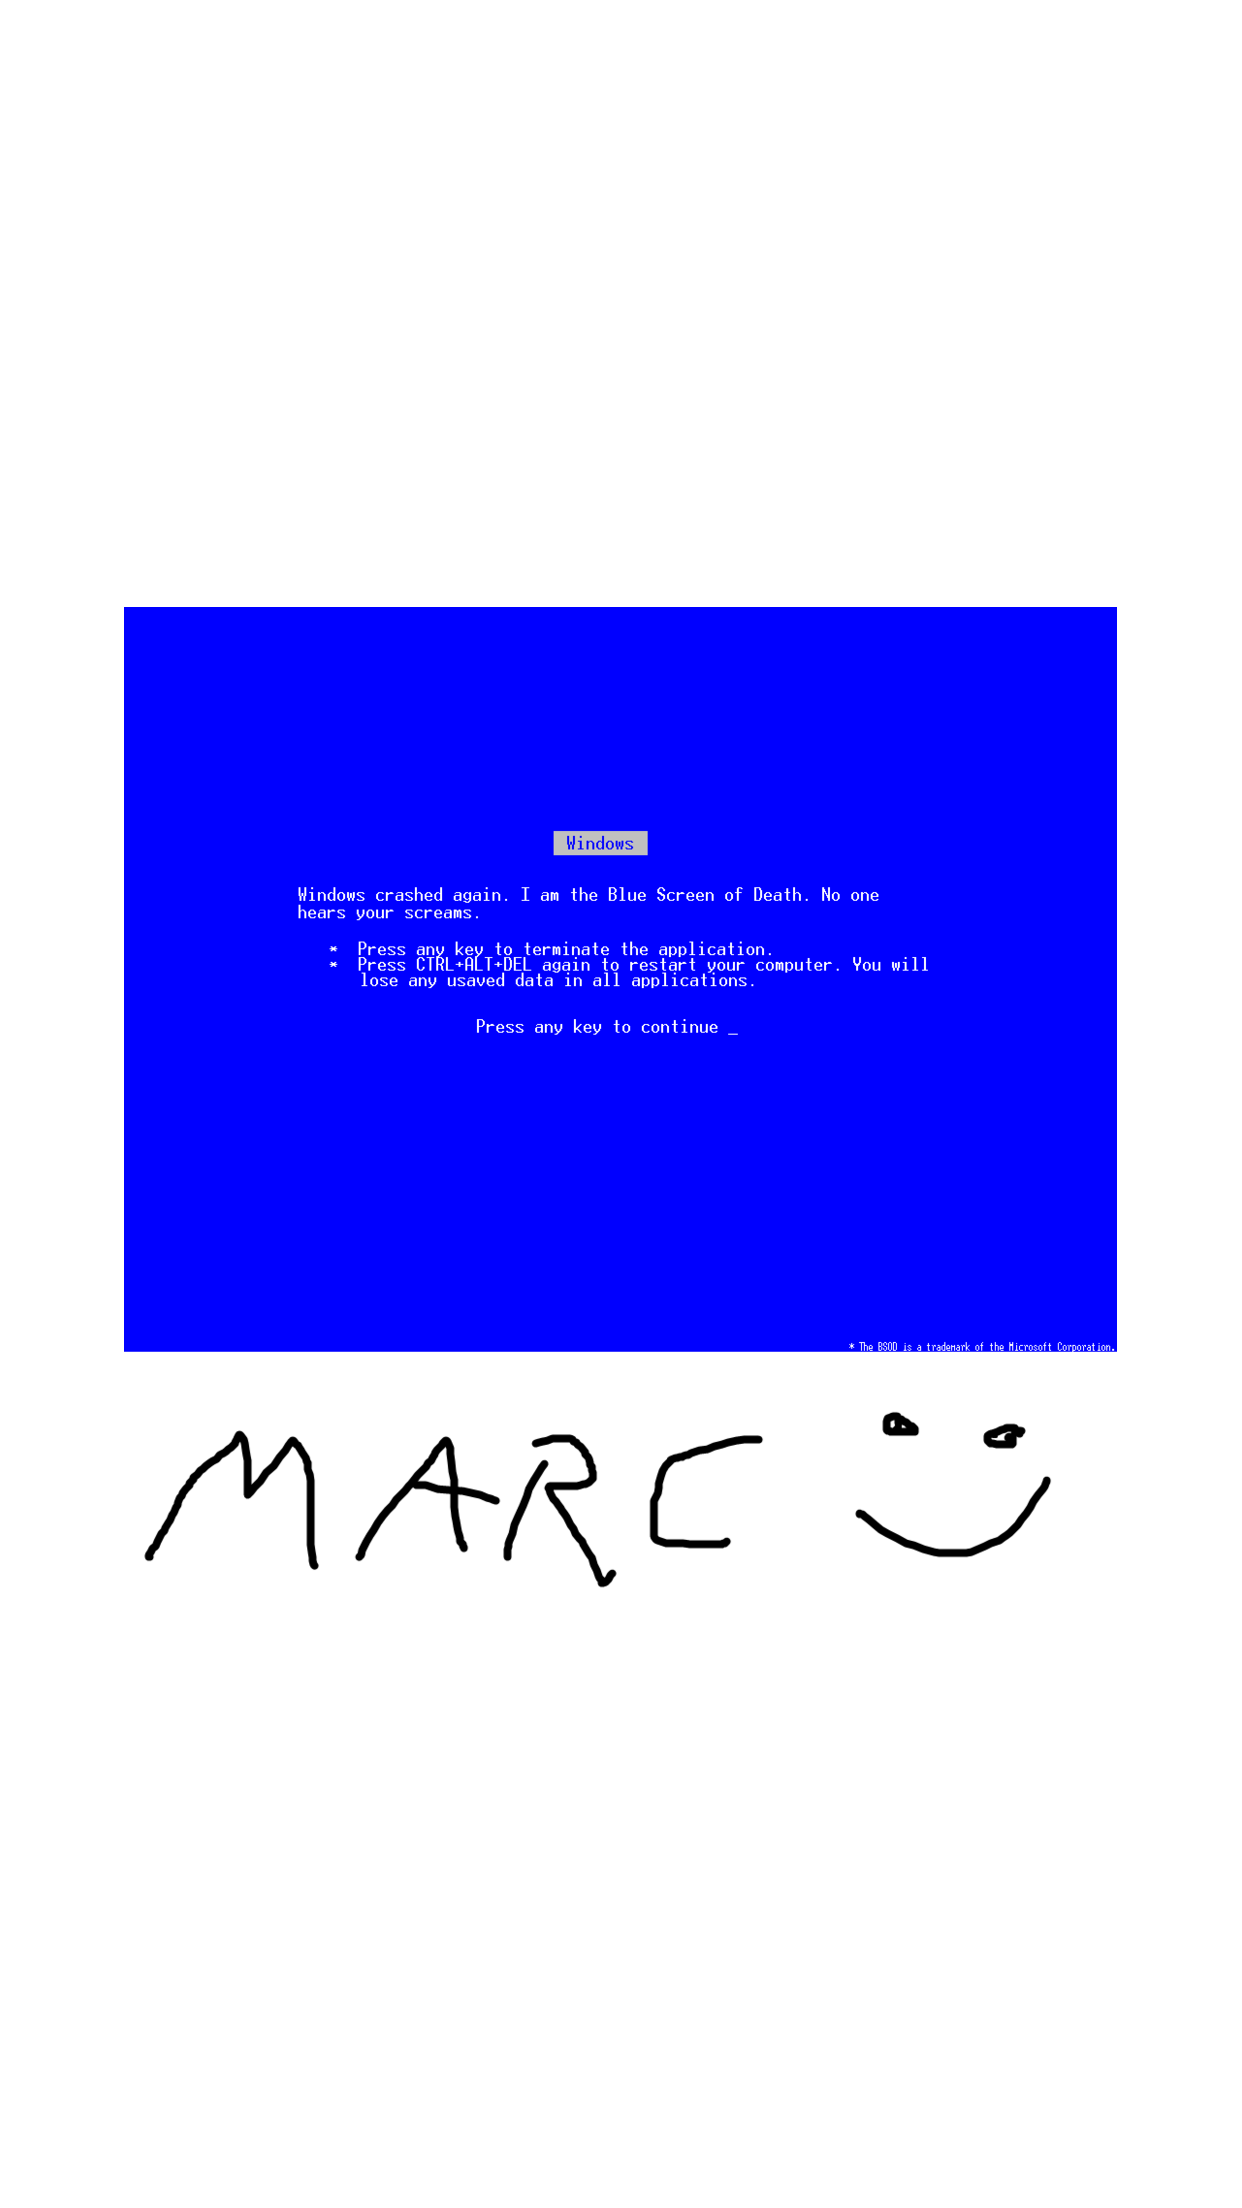 Windows
Windows crashed again. I am the Blue Screen of Death. No one
hears your screams.
* Press any key to terminate the application.
* Press CTRL+ALT+DEL again to restart your computer. You will
lose any usaved data in all applications.
Press any key to continue _
* The BSOD is a trademark of the Microsoft Corporation.
MARC